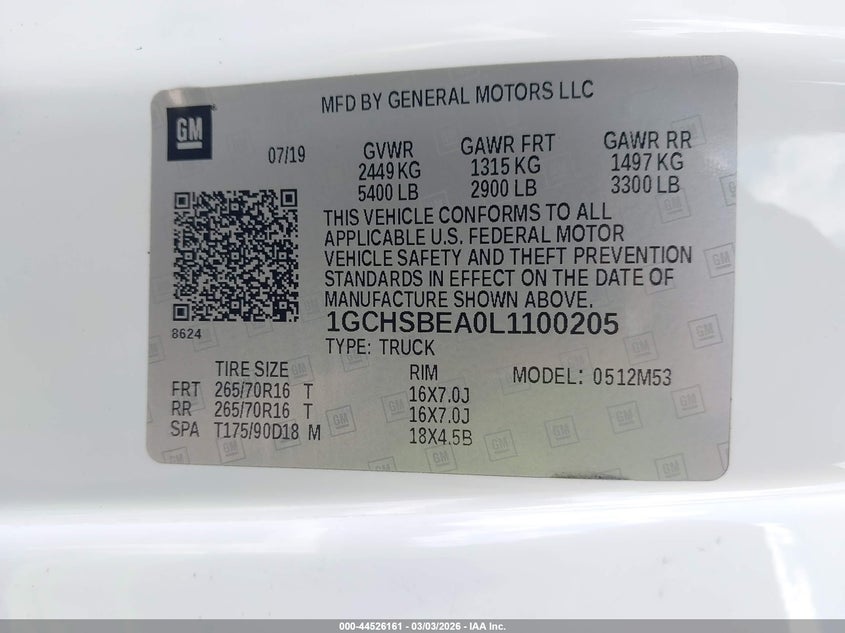 MFD BY GENERAL MOTORS LLC
GM
07/19
GVWR GAWR FRT GAWR RR
2449 KG 1315 KG 1497 KG
5400 LB 2900 LB 3300 LB
THIS VEHICLE CONFORMS TO ALL
APPLICABLE U.S. FEDERAL MOTOR
VEHICLE SAFETY AND THEFT PREVENTION
STANDARDS IN EFFECT ON THE DATE OF
MANUFACTURE SHOWN ABOVE.
8624
1GCHSBEA0L1100205
TYPE: TRUCK
TIRE SIZE RIM MODEL: 0512M53
FRT 265/70R16 T 16X7.0J
RR 265/70R16 T 16X7.0J
SPA T175/90D18 M 18X4.5B
000-44526161 - 03/03/2026 - IAA Inc.